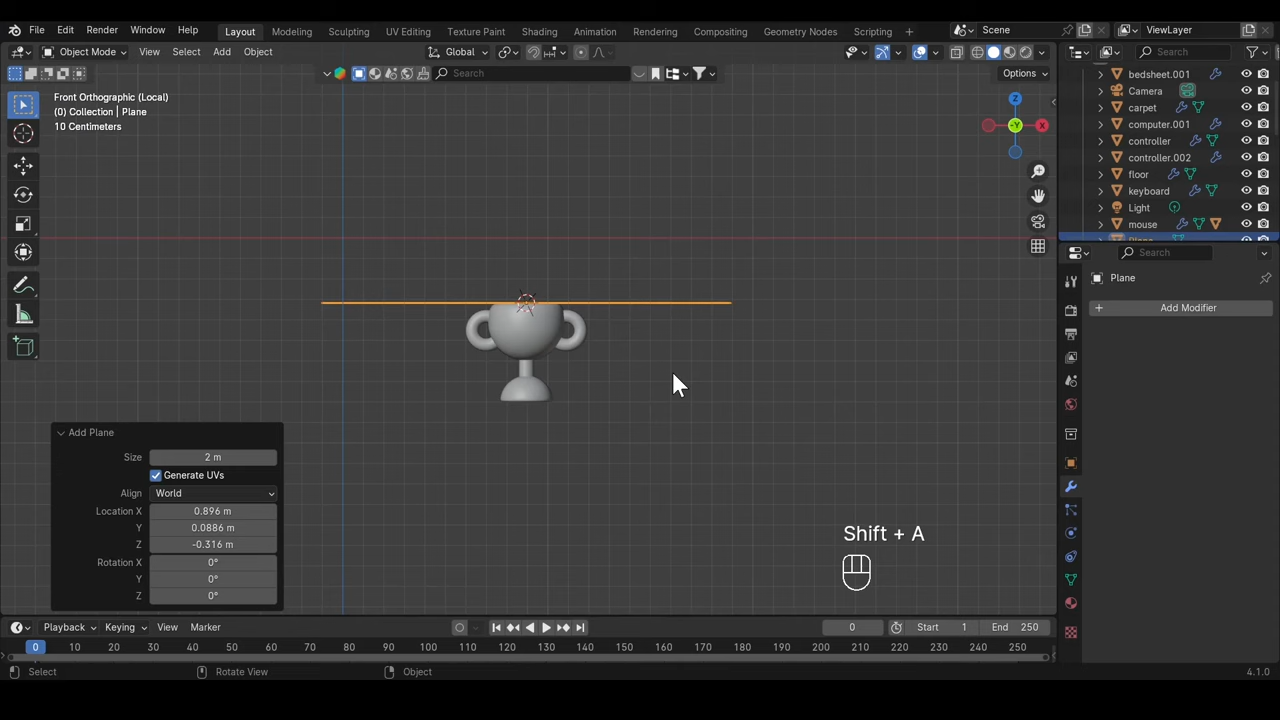 File Edit Render Window Help Layout Modeling Sculpting UV Editing Texture Paint Shading Animation Rendering Compositing Geometry Nodes Scripting Scene ViewLayer
Object Mode View Select Add Object Global Search
Search Options
Front Orthographic (Local)
(0) Collection | Plane
10 Centimeters
Z
-Y
X
bedsheet.001
Camera
carpet
computer.001
controller
controller.002
floor
keyboard
Light
mouse
Plane
Search
Plane
+ Add Modifier
Add Plane
Size 2 m
Generate UVs
Align World
Location X 0.896 m
Y 0.0886 m
Z -0.316 m
Rotation X 0°
Y 0°
Z 0°
Shift + A
Playback Keying View Marker 0 Start 1 End 250
0 10 20 30 40 50 60 70 80 90 100 110 120 130 140 150 160 170 180 190 200 210 220 230 240 250
Select Rotate View Object 4.1.0